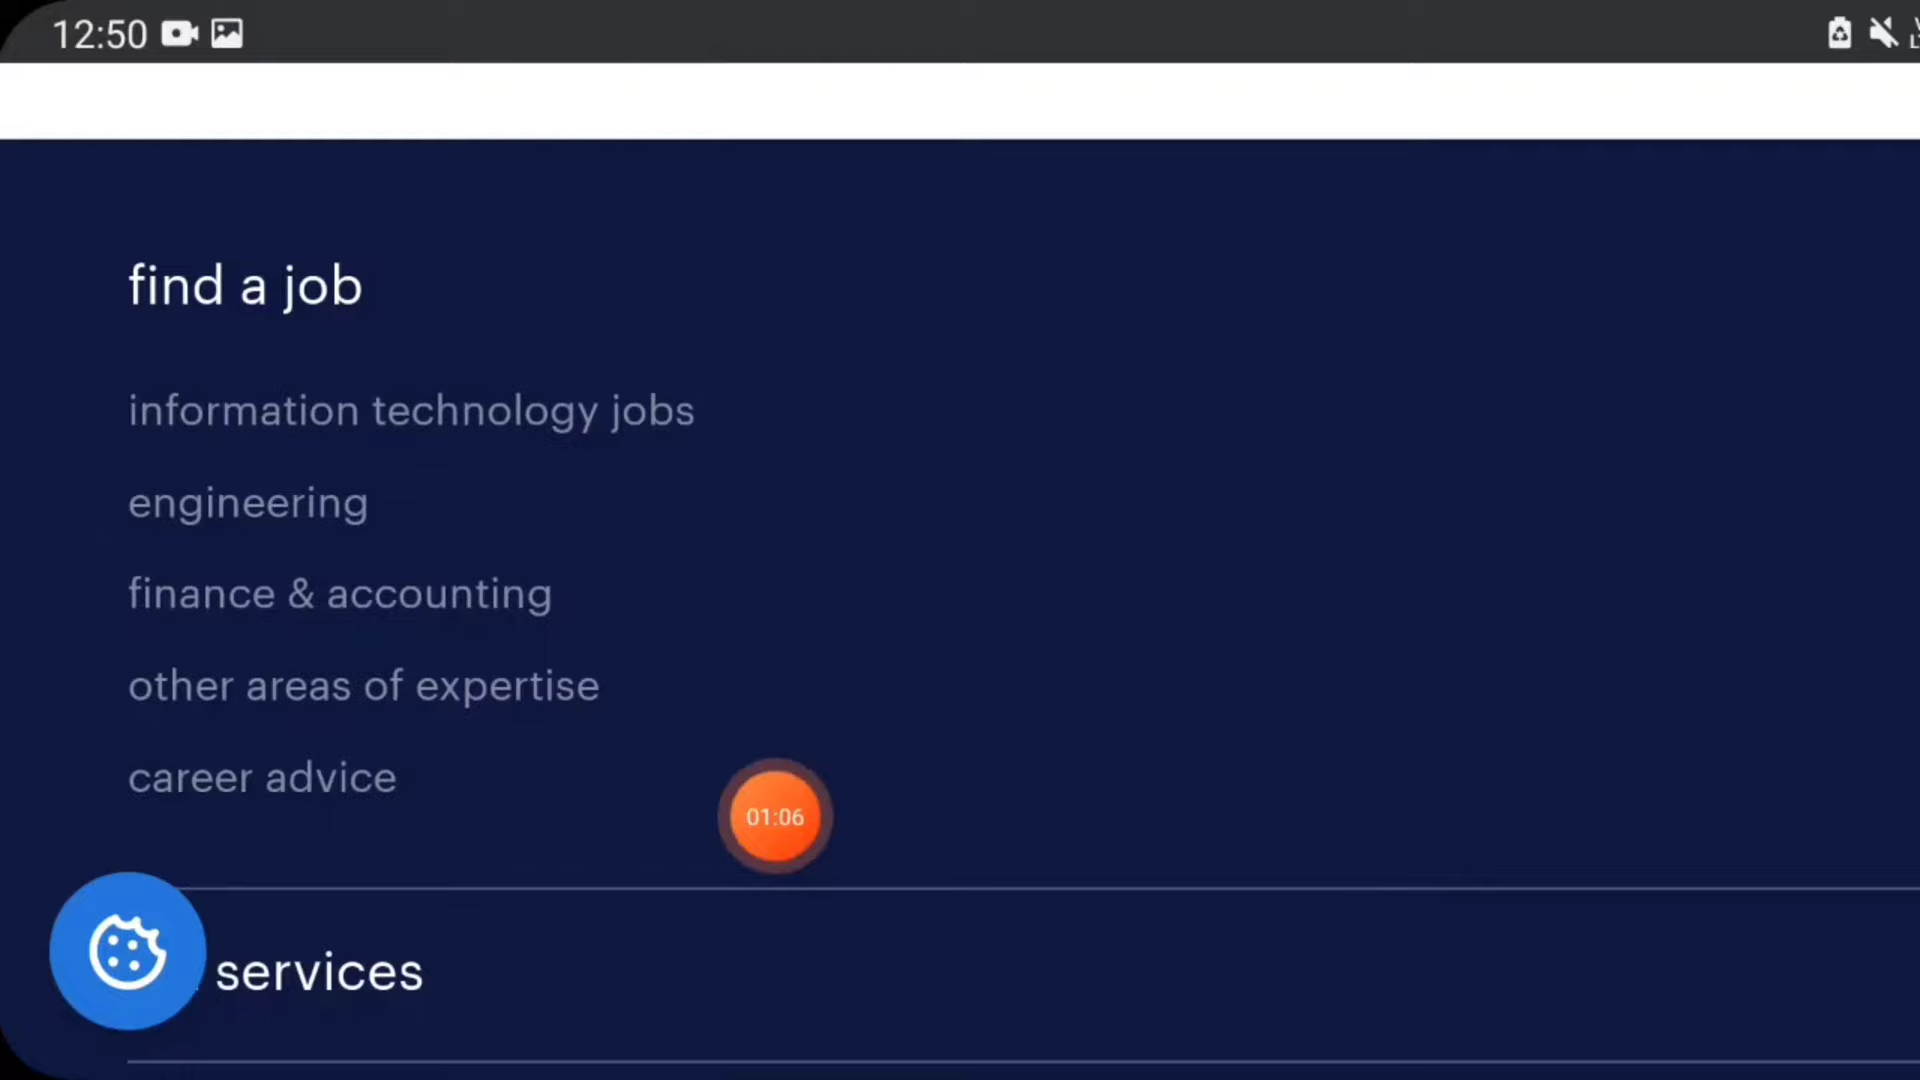 12:50
find a job
information technology jobs
engineering
finance & accounting
other areas of expertise
career advice
01:06
services